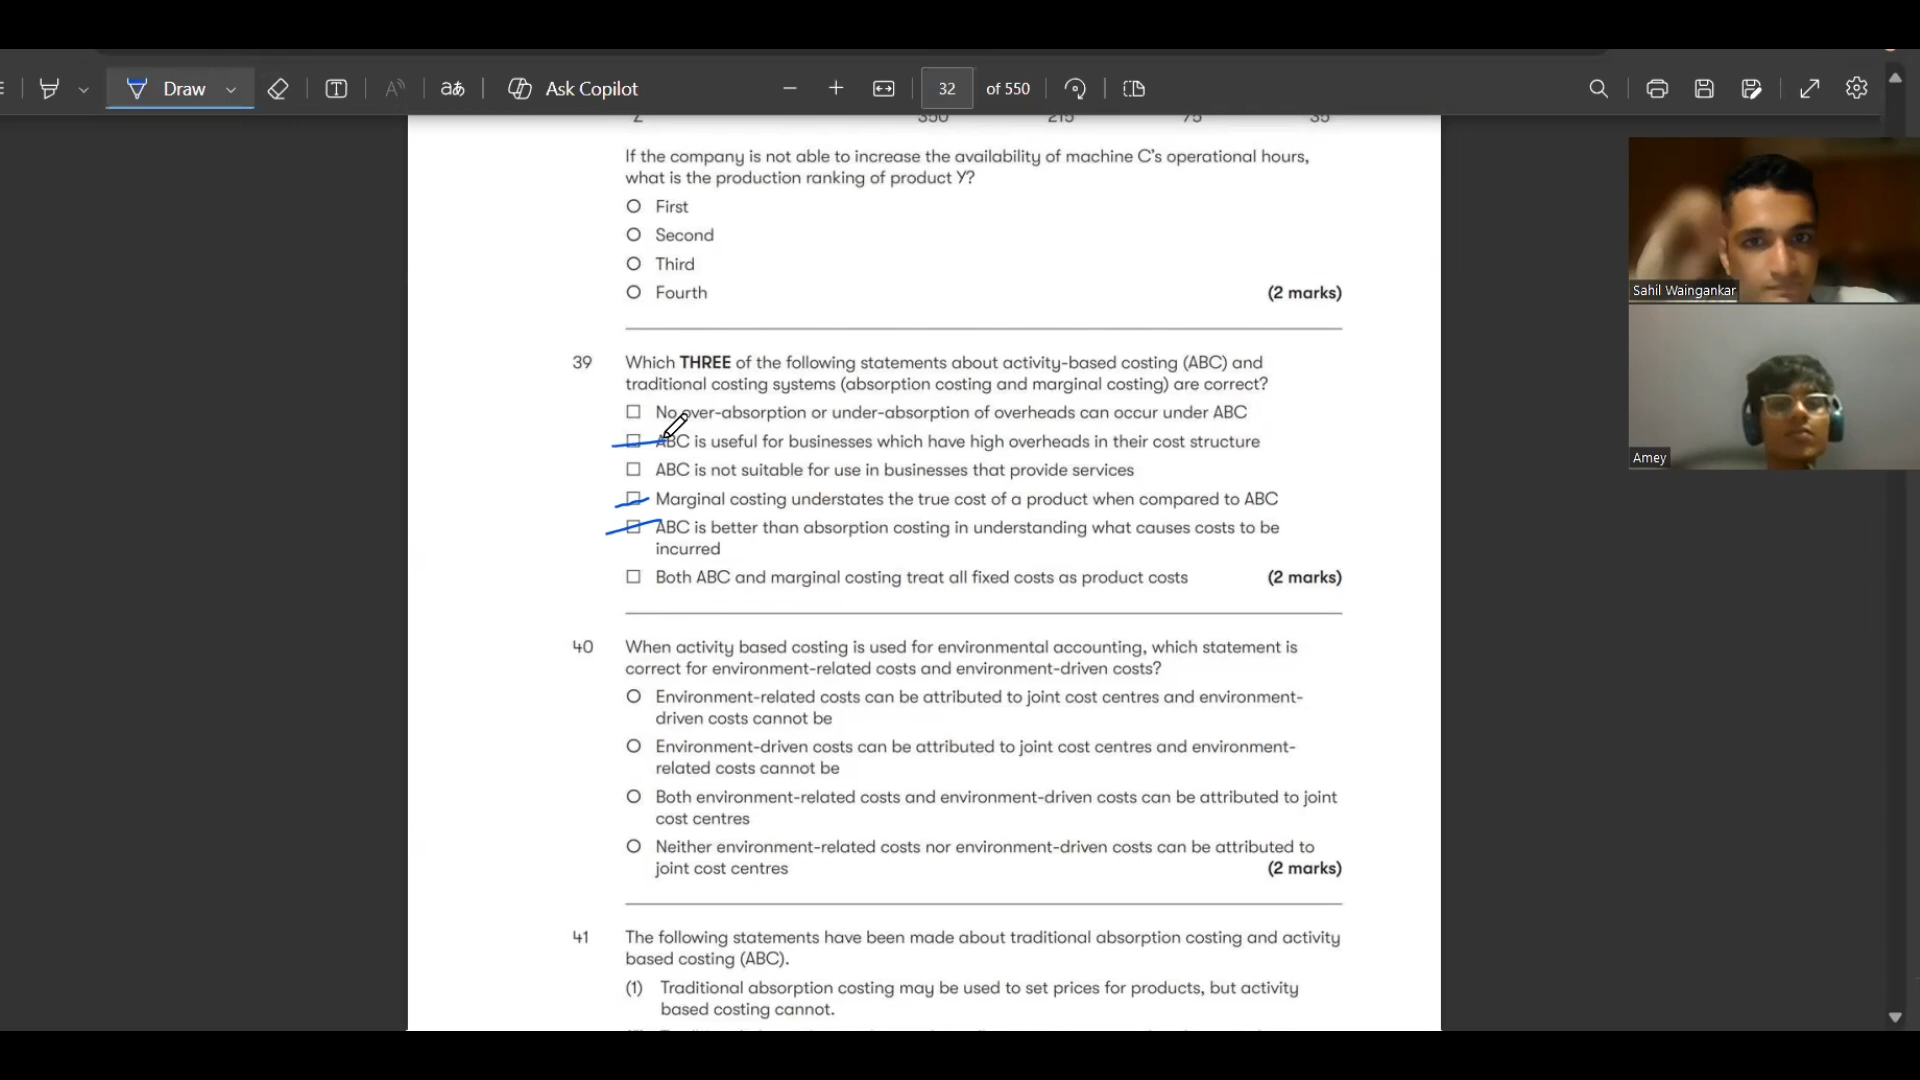 Draw
A
aあ
Ask Copilot
32
of 550
Z 350 215 75 35
If the company is not able to increase the availability of machine C's operational hours,
what is the production ranking of product Y?
First
Second
Third
Fourth (2 marks)
39 Which THREE of the following statements about activity-based costing (ABC) and
traditional costing systems (absorption costing and marginal costing) are correct?
No over-absorption or under-absorption of overheads can occur under ABC
ABC is useful for businesses which have high overheads in their cost structure
ABC is not suitable for use in businesses that provide services
Marginal costing understates the true cost of a product when compared to ABC
ABC is better than absorption costing in understanding what causes costs to be
incurred
Both ABC and marginal costing treat all fixed costs as product costs (2 marks)
40 When activity based costing is used for environmental accounting, which statement is
correct for environment-related costs and environment-driven costs?
Environment-related costs can be attributed to joint cost centres and environment-
driven costs cannot be
Environment-driven costs can be attributed to joint cost centres and environment-
related costs cannot be
Both environment-related costs and environment-driven costs can be attributed to joint
cost centres
Neither environment-related costs nor environment-driven costs can be attributed to
joint cost centres (2 marks)
41 The following statements have been made about traditional absorption costing and activity
based costing (ABC).
(1) Traditional absorption costing may be used to set prices for products, but activity
based costing cannot.
Sahil Waingankar
Amey